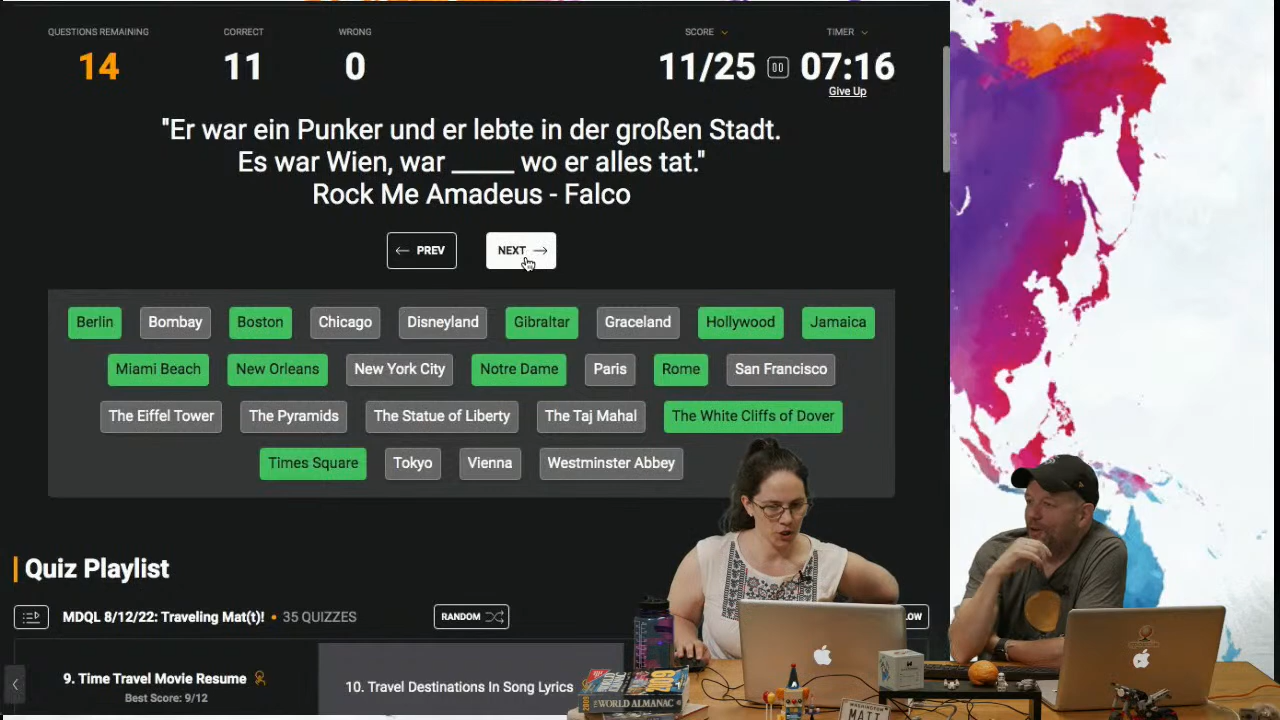 QUESTIONS REMAINING CORRECT WRONG SCORE TIMER
14 11 0 11/25 07:16
Give Up
"Er war ein Punker und er lebte in der großen Stadt.
Es war Wien, war _____ wo er alles tat."
Rock Me Amadeus - Falco
PREV NEXT
Berlin Bombay Boston Chicago Disneyland Gibraltar Graceland Hollywood Jamaica
Miami Beach New Orleans New York City Notre Dame Paris Rome San Francisco
The Eiffel Tower The Pyramids The Statue of Liberty The Taj Mahal The White Cliffs of Dover
Times Square Tokyo Vienna Westminster Abbey
Quiz Playlist
MDQL 8/12/22: Traveling Mat(t)! • 35 QUIZZES RANDOM
9. Time Travel Movie Resume
Best Score: 9/12
10. Travel Destinations In Song Lyrics
WORLD ALMANAC
WASHINGTON
MATT